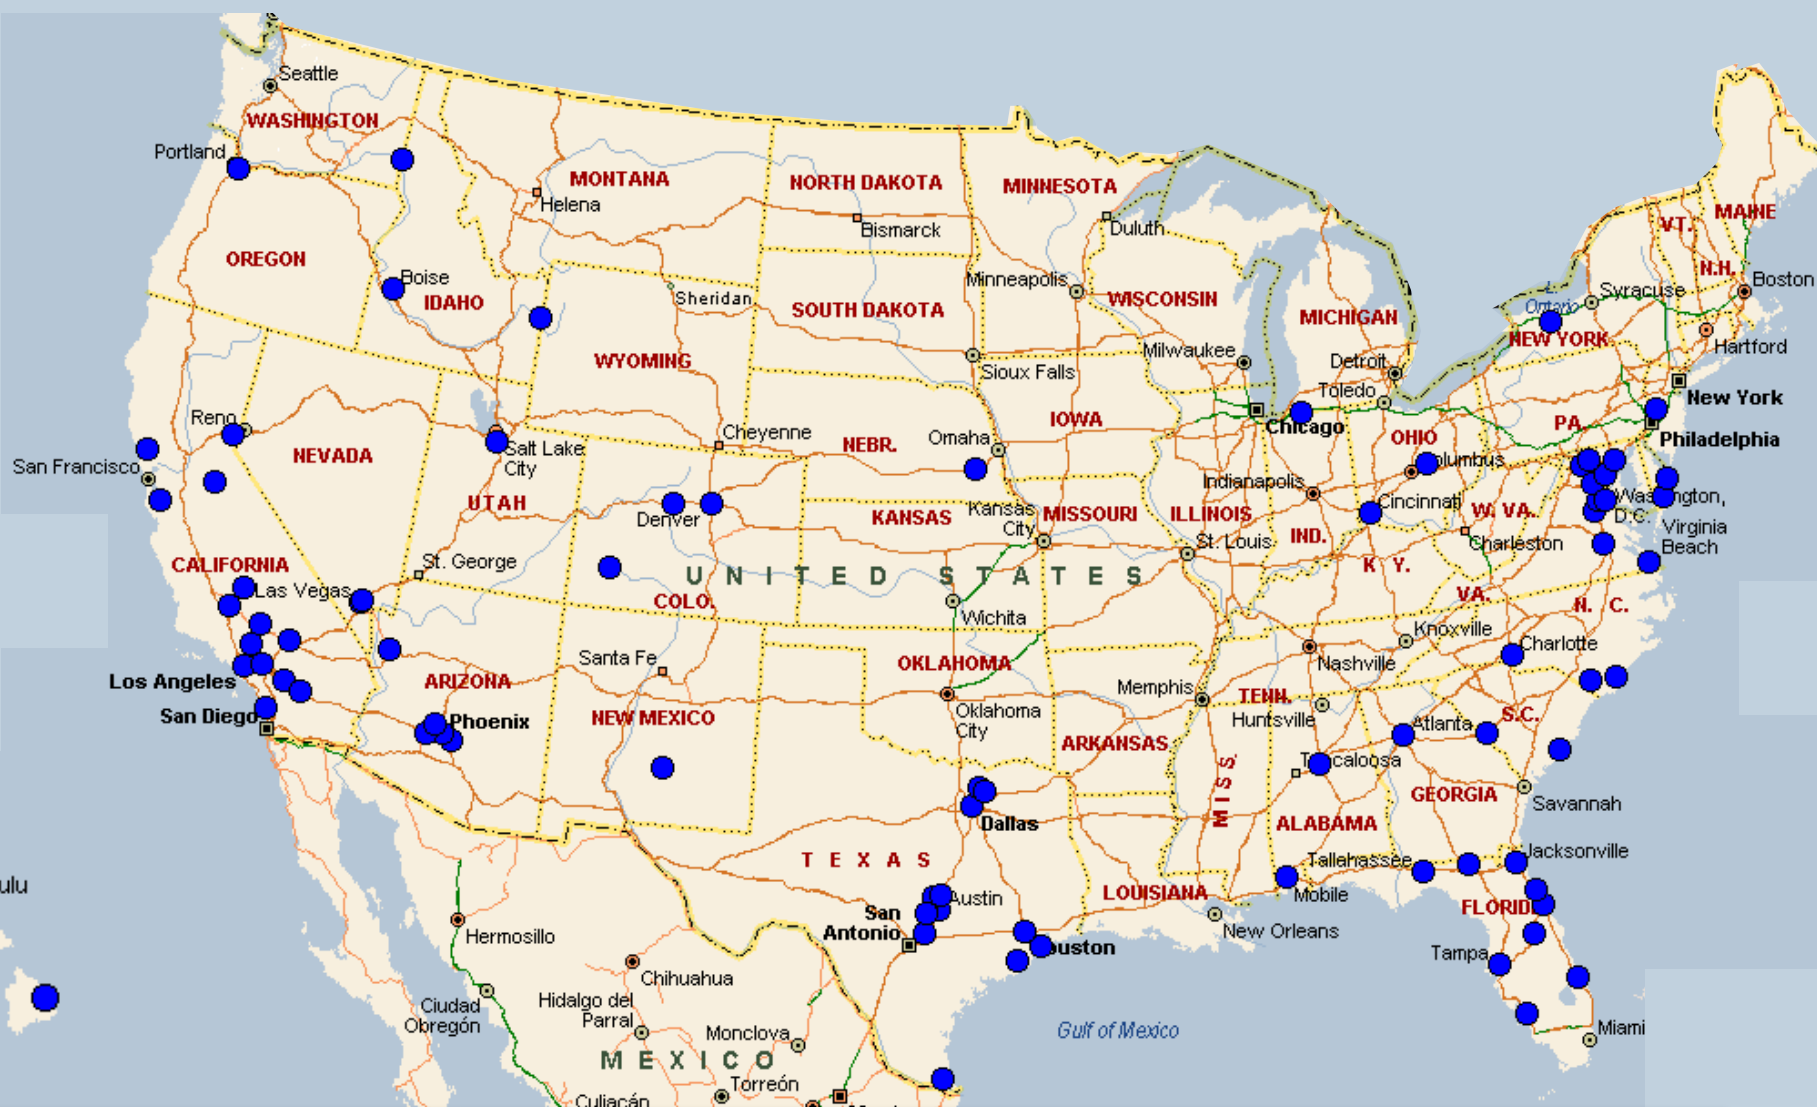 Seattle
WASHINGTON
Portland
MONTANA
Helena
NORTH DAKOTA
Bismarck
MINNESOTA
Duluth
VT.
MAINE
N.H.
Boston
OREGON
Boise
IDAHO
Sheridan
Minneapolis
SOUTH DAKOTA
WISCONSIN
MICHIGAN
L.
Ontario
Syracuse
NEW YORK
Hartford
WYOMING
Sioux Falls
Milwaukee
Detroit
Toledo
New York
Reno
NEVADA
Salt Lake
City
Cheyenne
NEBR.
Omaha
IOWA
Chicago
OHIO
PA.
Philadelphia
San Francisco
UTAH
Denver
KANSAS
Kansas
City
MISSOURI
ILLINOIS
Indianapolis
IND.
Cincinnati
W. VA.
D.C.
Virginia
Beach
CALIFORNIA
St. George
Las Vegas
UNITED STATES
COLO.
St. Louis
Charleston
K Y.
VA.
Wichita
N. C.
Los Angeles
San Diego
ARIZONA
Phoenix
Santa Fe
NEW MEXICO
OKLAHOMA
Oklahoma
City
Memphis
TENN.
Nashville
Knoxville
Charlotte
Huntsville
ARKANSAS
MISS.
Atlanta
S.C.
Savannah
GEORGIA
ALABAMA
Dallas
TEXAS
Austin
San
Antonio
LOUISIANA
New Orleans
Mobile
Tallahassee
Jacksonville
Tampa
Miami
ulu
Hermosillo
Chihuahua
Ciudad
Obregón
Hidalgo del
Parral
Monclova
MEXICO
Torreón
Culiacán
Gulf of Mexico